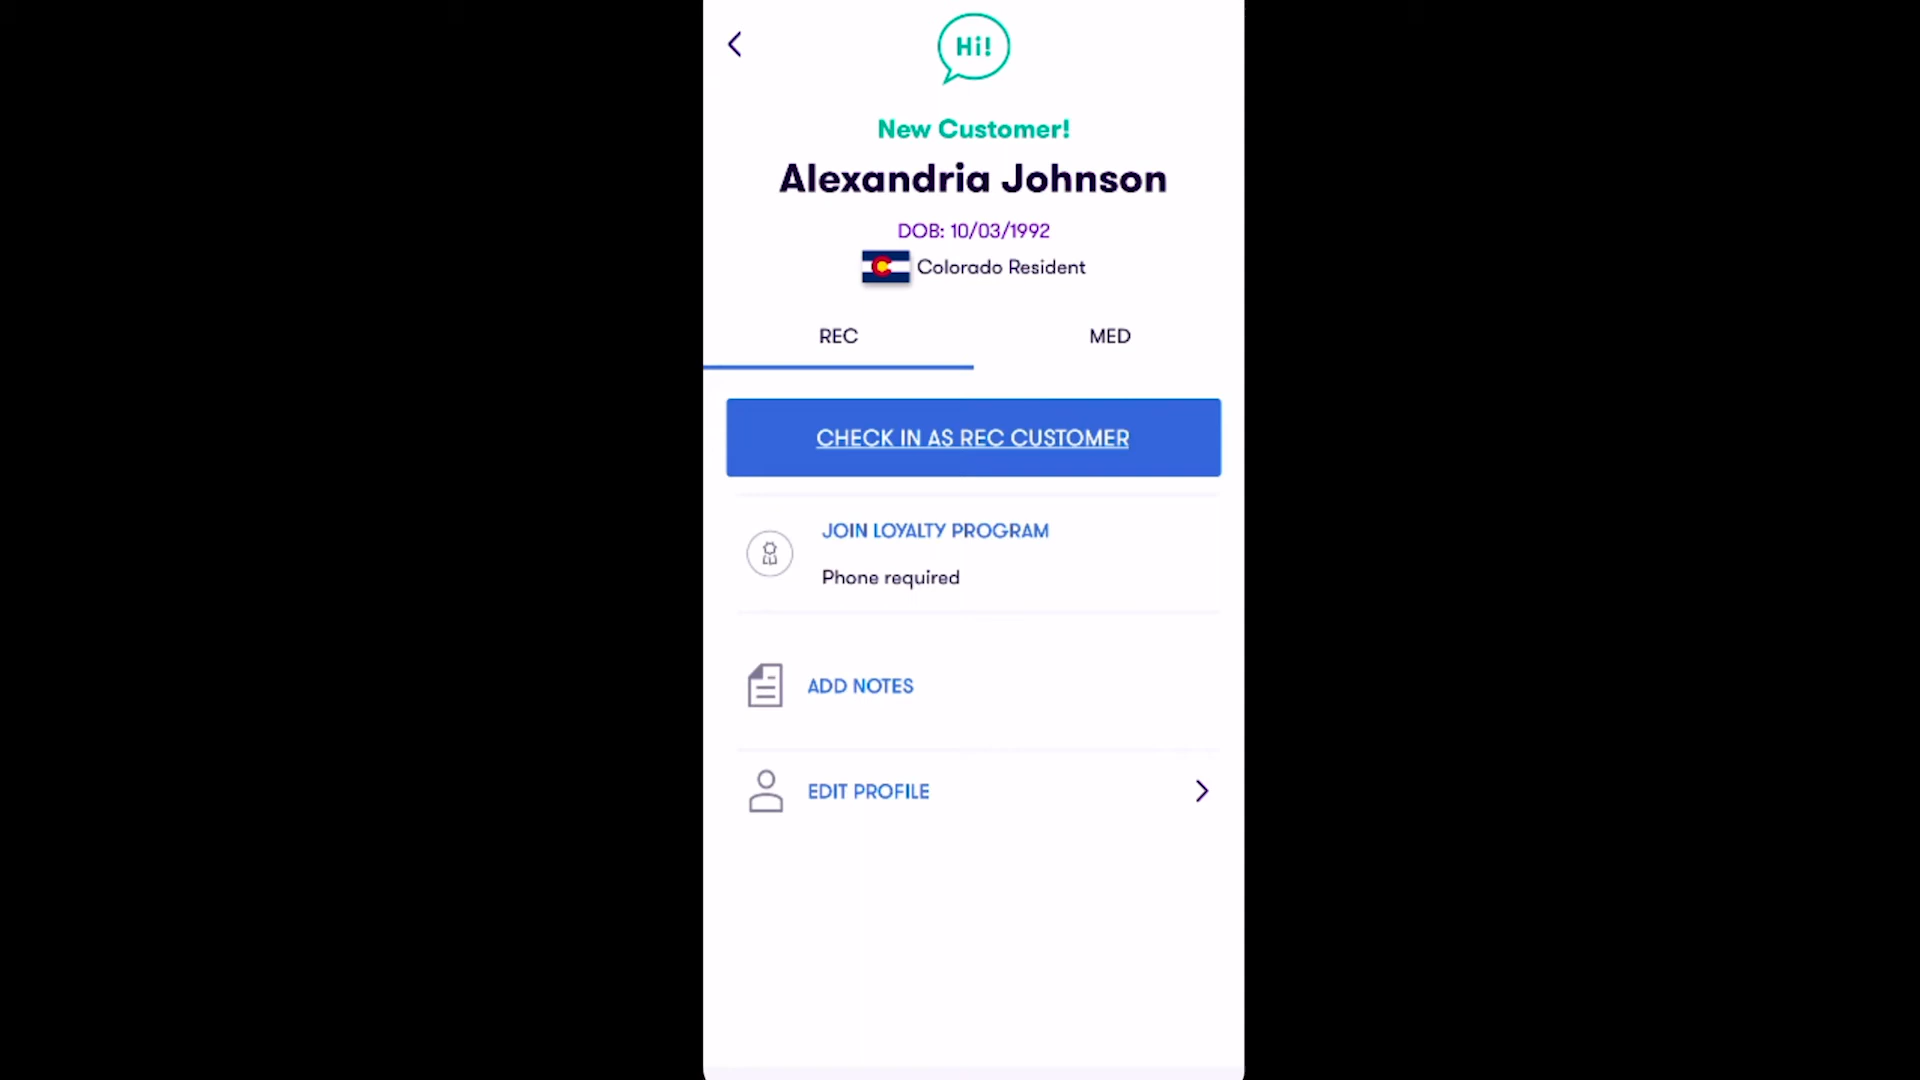 Hi!
New Customer!
Alexandria Johnson
DOB: 10/03/1992
Colorado Resident
REC
MED
CHECK IN AS REC CUSTOMER
JOIN LOYALTY PROGRAM
Phone required
ADD NOTES
EDIT PROFILE